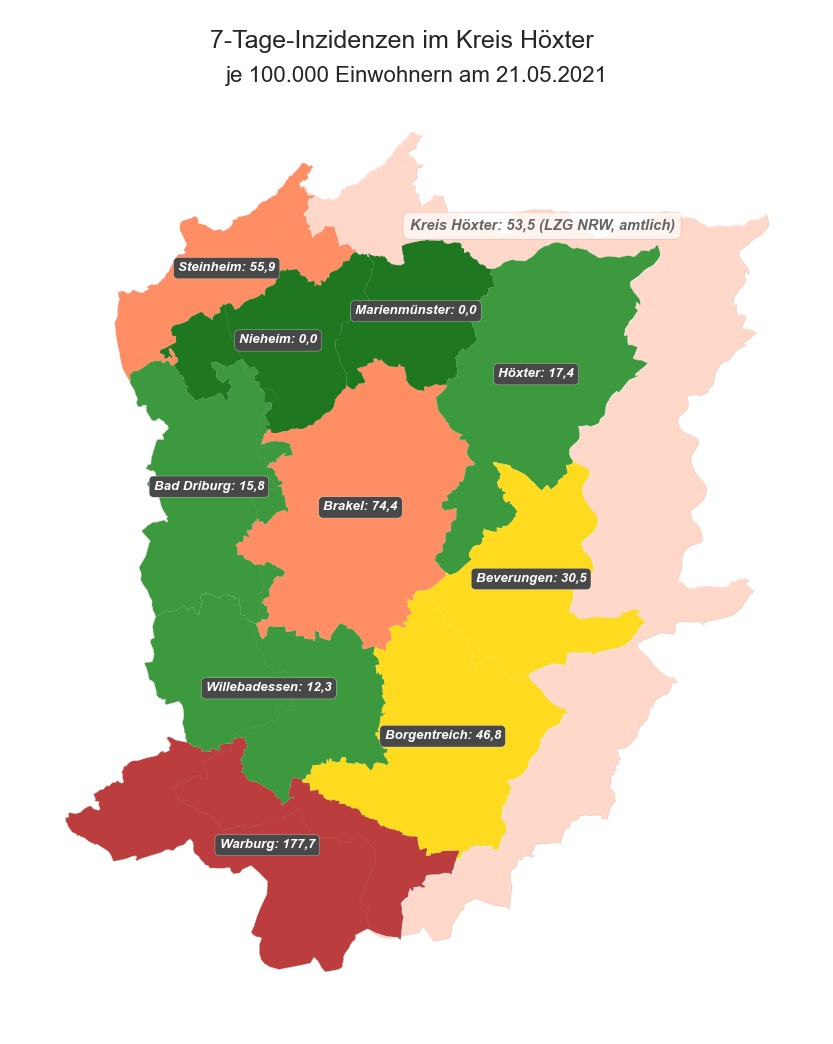 7-Tage-Inzidenzen im Kreis Höxter
je 100.000 Einwohnern am 21.05.2021
Kreis Höxter: 53,5 (LZG NRW, amtlich)
Steinheim: 55,9
Marienmünster: 0,0
Nieheim: 0,0
Höxter: 17,4
Bad Driburg: 15,8
Brakel: 74,4
Beverungen: 30,5
Willebadessen: 12,3
Borgentreich: 46,8
Warburg: 177,7